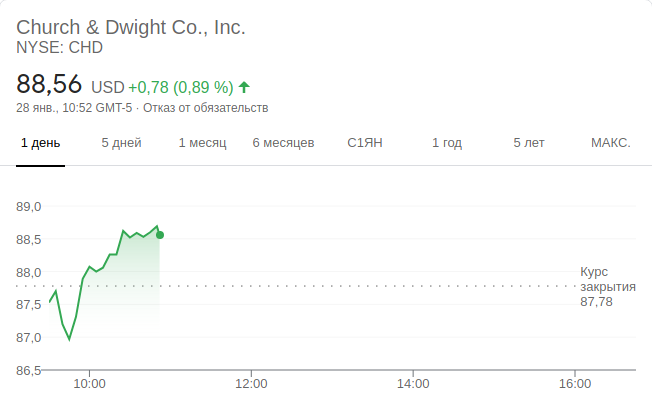 Church & Dwight Co., Inc.
NYSE: CHD
88,56 USD +0,78 (0,89 %)
28 янв., 10:52 GMT-5 · Отказ от обязательств
1 день 5 дней 1 месяц 6 месяцев С1ЯН 1 год 5 лет МАКС.
89,0
88,5
88,0
87,5
87,0
86,5
Курс
закрытия
87,78
10:00 12:00 14:00 16:00